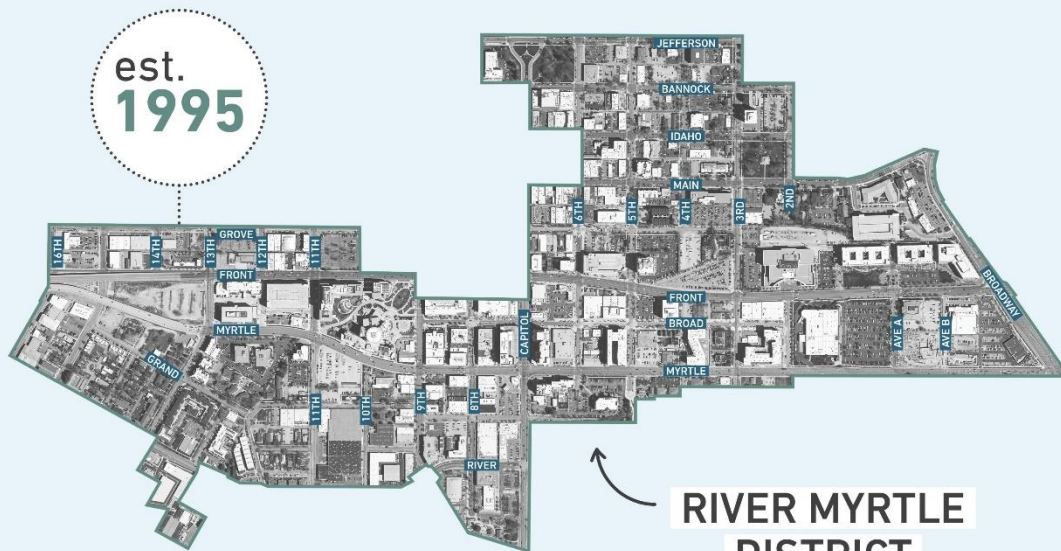 est.
1995
JEFFERSON
BANNOCK
IDAHO
MAIN
6TH
5TH
4TH
3RD
2ND
16TH
14TH
13TH
GROVE
12TH
11TH
FRONT
MYRTLE
GRAND
CAPITOL
FRONT
BROAD
MYRTLE
AVE A
AVE B
BROADWAY
11TH
10TH
9TH
8TH
RIVER
RIVER MYRTLE
DISTRICT